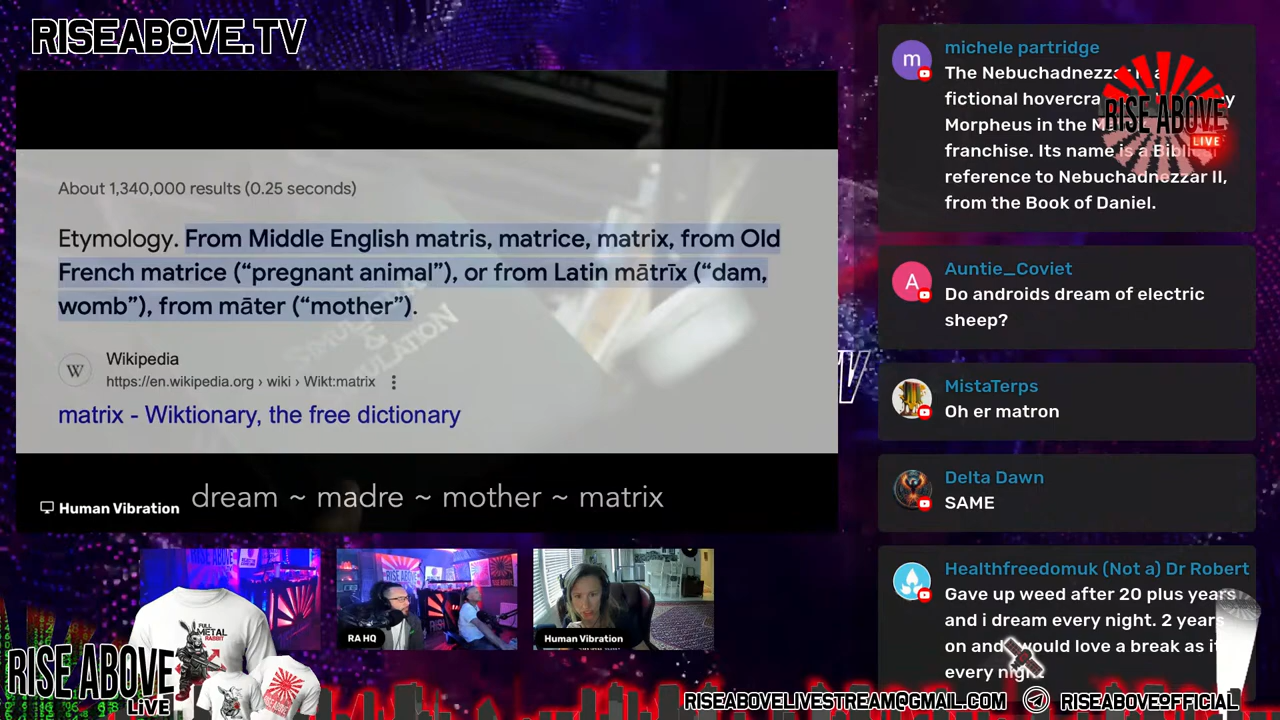 RISEABOVE.TV
About 1,340,000 results (0.25 seconds)
Etymology. From Middle English matris, matrice, matrix, from Old
French matrice (“pregnant animal”), or from Latin mātrīx (“dam,
womb”), from māter (“mother”).
W
Wikipedia
https://en.wikipedia.org › wiki › Wikt:matrix
matrix - Wiktionary, the free dictionary
Human Vibration
dream ~ madre ~ mother ~ matrix
RA HQ
Human Vibration
FULL
METAL
RABBIT
RISE ABOVE
LIVE
m
michele partridge
The Nebuchadnezzar is a
fictional hovercra
Morpheus in the
franchise. Its name is a
reference to Nebuchadnezzar II,
from the Book of Daniel.
RISE ABOVE
LIVE
A
Auntie_Coviet
Do androids dream of electric
sheep?
MistaTerps
Oh er matron
Delta Dawn
SAME
Healthfreedomuk (Not a) Dr Robert
Gave up weed after 20 plus years
and i dream every night. 2 years
on and would love a break as it
every night
RISEABOVELIVESTREAM@GMAIL.COM
RISEABOVEOFFICIAL